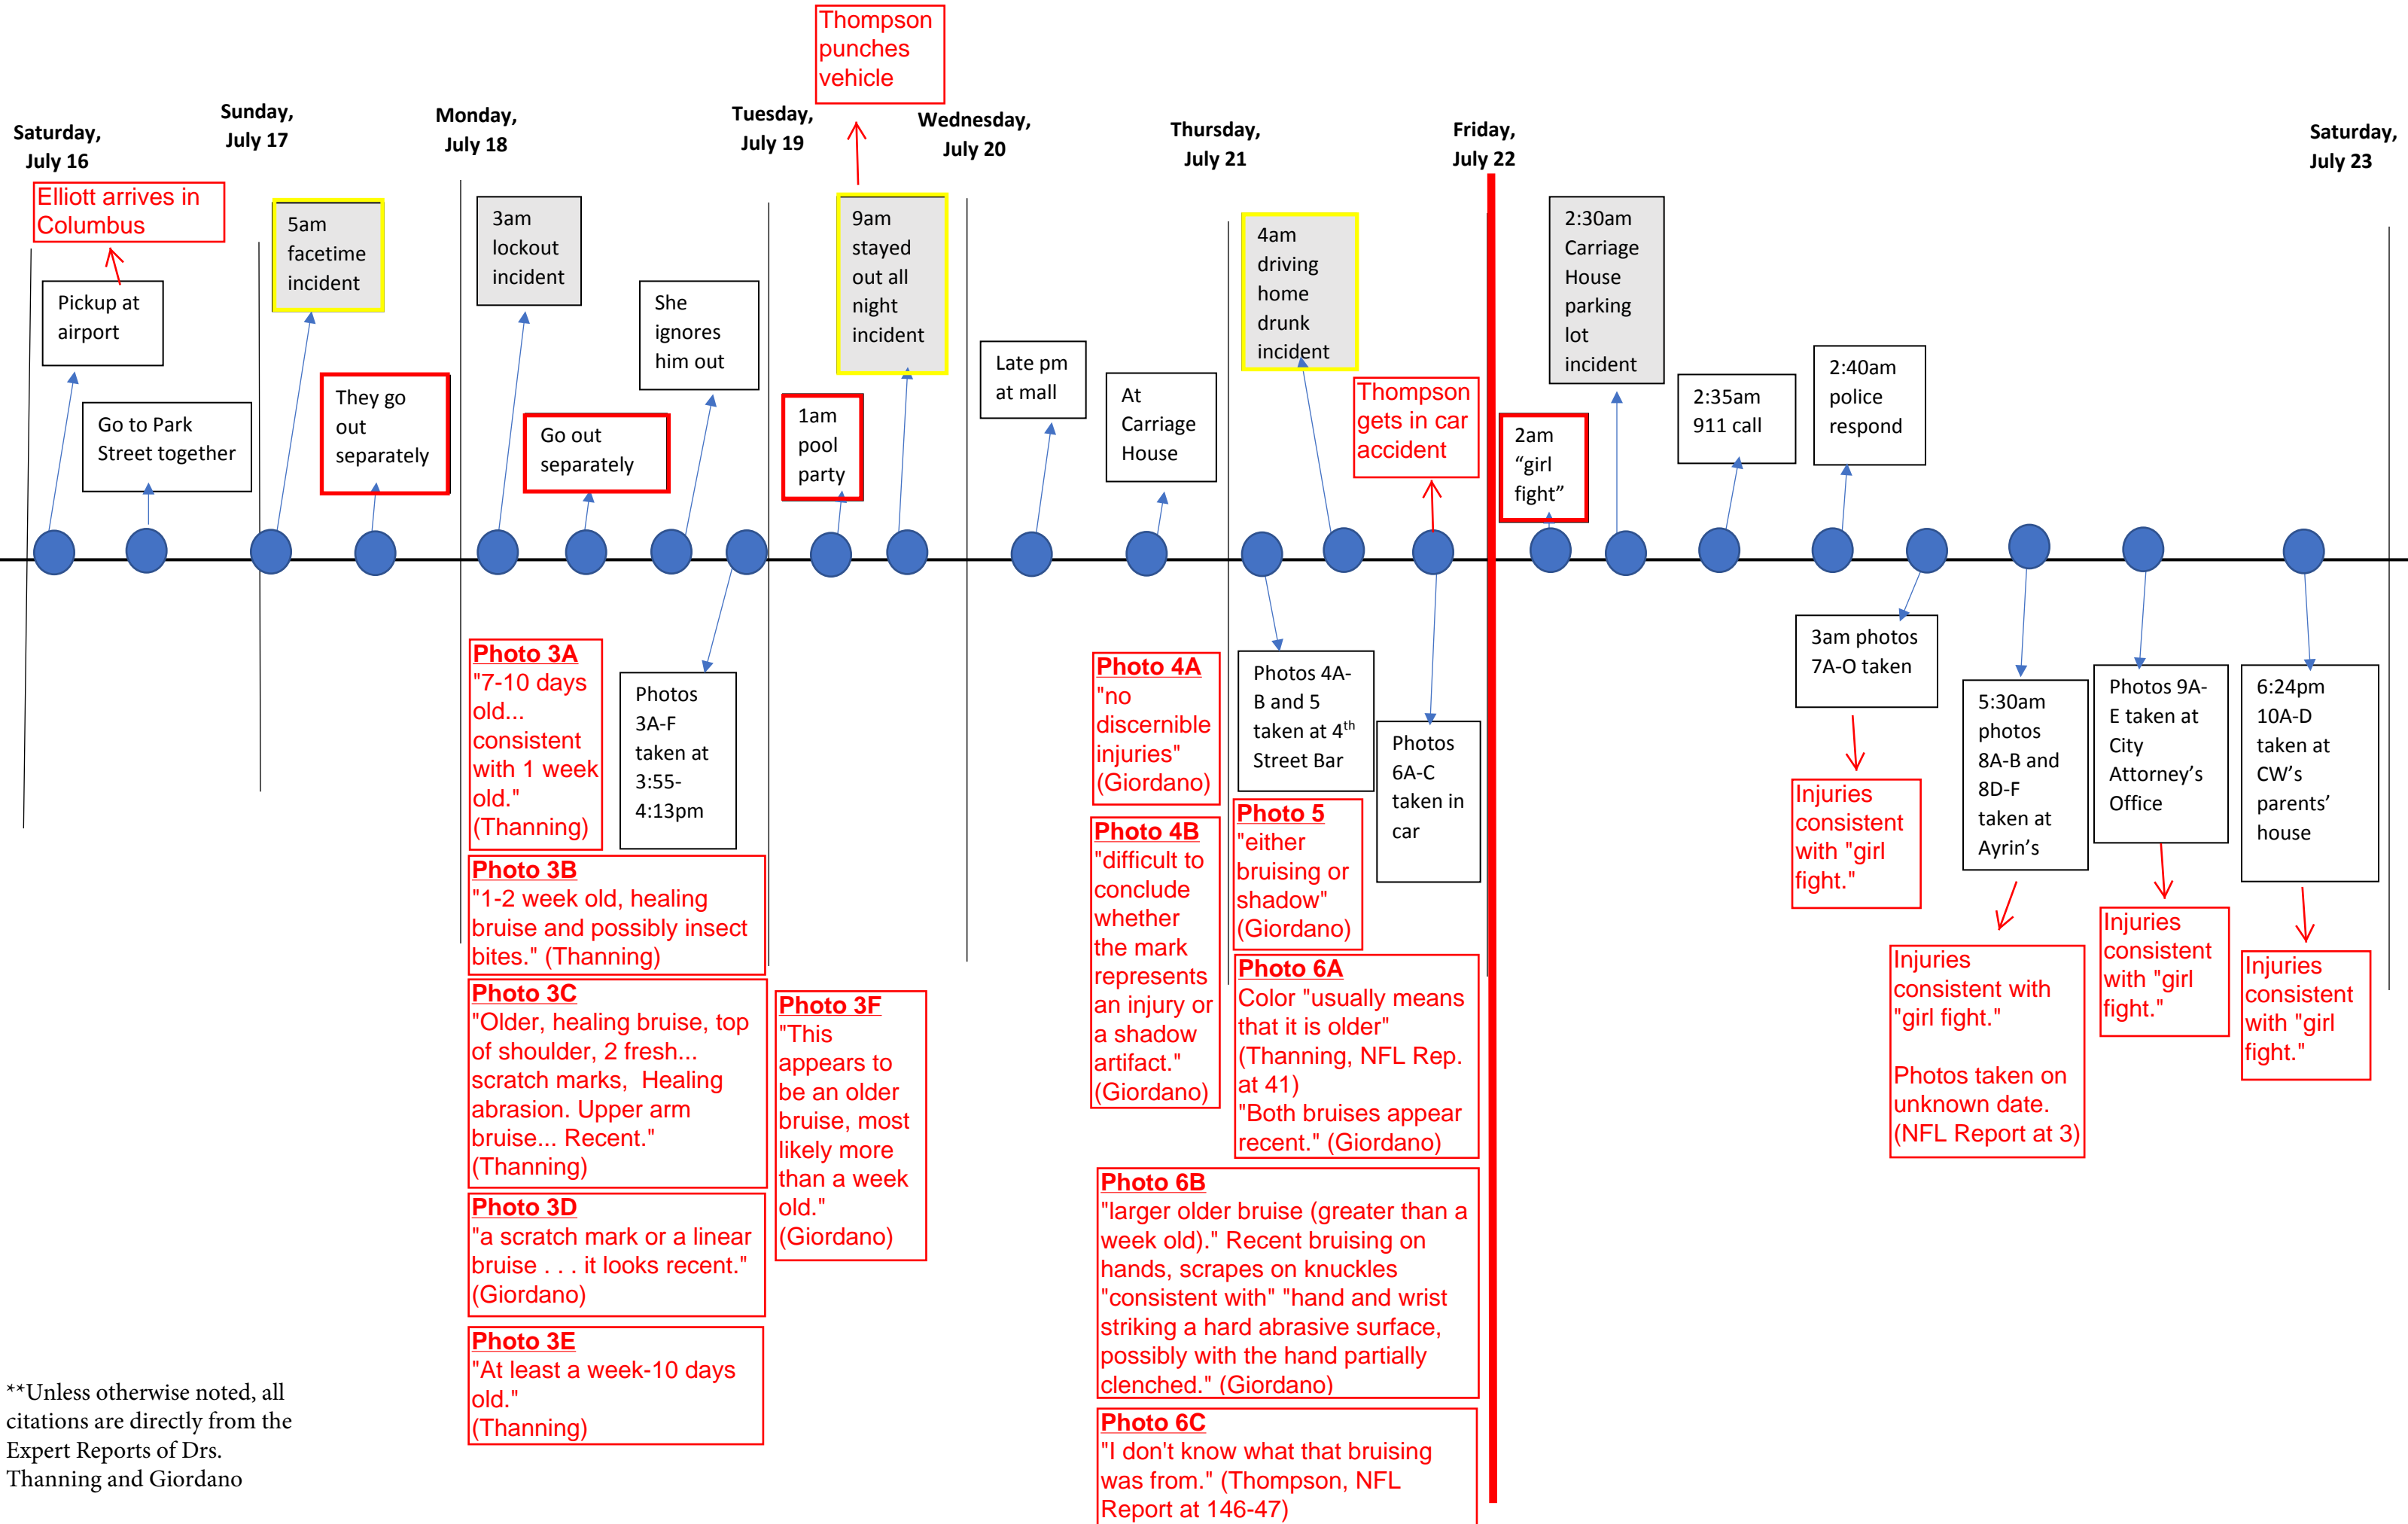 Thompson
punches
vehicle
Saturday,
July 16
Sunday,
July 17
Monday,
July 18
Tuesday,
July 19
Wednesday,
July 20
Thursday,
July 21
Friday,
July 22
Saturday,
July 23
Elliott arrives in
Columbus
Pickup at
airport
Go to Park
Street together
5am
facetime
incident
They go
out
separately
3am
lockout
incident
Go out
separately
She
ignores
him out
1am
pool
party
9am
stayed
out all
night
incident
Late pm
at mall
At
Carriage
House
4am
driving
home
drunk
incident
Thompson
gets in car
accident
2am
“girl
fight”
2:30am
Carriage
House
parking
lot
incident
2:35am
911 call
2:40am
police
respond
Photo 3A
"7-10 days
old...
consistent
with 1 week
old."
(Thanning)
Photos
3A-F
taken at
3:55-
4:13pm
Photo 3B
"1-2 week old, healing
bruise and possibly insect
bites." (Thanning)
Photo 3C
"Older, healing bruise, top
of shoulder, 2 fresh...
scratch marks, Healing
abrasion. Upper arm
bruise... Recent."
(Thanning)
Photo 3D
"a scratch mark or a linear
bruise . . . it looks recent."
(Giordano)
Photo 3E
"At least a week-10 days
old."
(Thanning)
Photo 3F
"This
appears to
be an older
bruise, most
likely more
than a week
old."
(Giordano)
Photo 4A
"no
discernible
injuries"
(Giordano)
Photo 4B
"difficult to
conclude
whether
the mark
represents
an injury or
a shadow
artifact."
(Giordano)
Photos 4A-
B and 5
taken at 4th
Street Bar
Photo 5
"either
bruising or
shadow"
(Giordano)
Photos
6A-C
taken in
car
Photo 6A
Color "usually means
that it is older"
(Thanning, NFL Rep.
at 41)
"Both bruises appear
recent." (Giordano)
Photo 6B
"larger older bruise (greater than a
week old)." Recent bruising on
hands, scrapes on knuckles
"consistent with" "hand and wrist
striking a hard abrasive surface,
possibly with the hand partially
clenched." (Giordano)
Photo 6C
"I don't know what that bruising
was from." (Thompson, NFL
Report at 146-47)
3am photos
7A-O taken
Injuries
consistent
with "girl
fight."
5:30am
photos
8A-B and
8D-F
taken at
Ayrin’s
Injuries
consistent with
"girl fight."
Photos taken on
unknown date.
(NFL Report at 3)
Photos 9A-
E taken at
City
Attorney’s
Office
Injuries
consistent
with "girl
fight."
6:24pm
10A-D
taken at
CW’s
parents’
house
Injuries
consistent
with "girl
fight."
**Unless otherwise noted, all
citations are directly from the
Expert Reports of Drs.
Thanning and Giordano